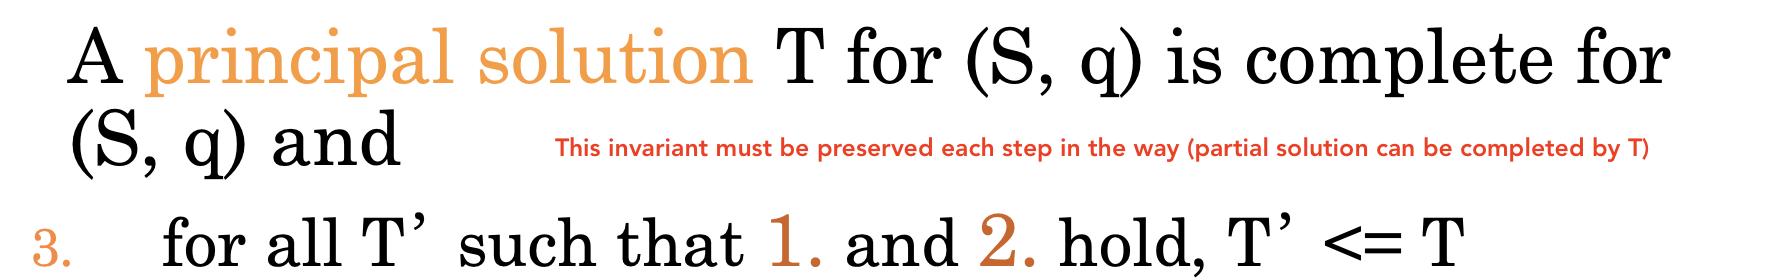 A principal solution T for (S, q) is complete for
(S, q) and
This invariant must be preserved each step in the way (partial solution can be completed by T)
3. for all T’ such that 1. and 2. hold, T’ <= T